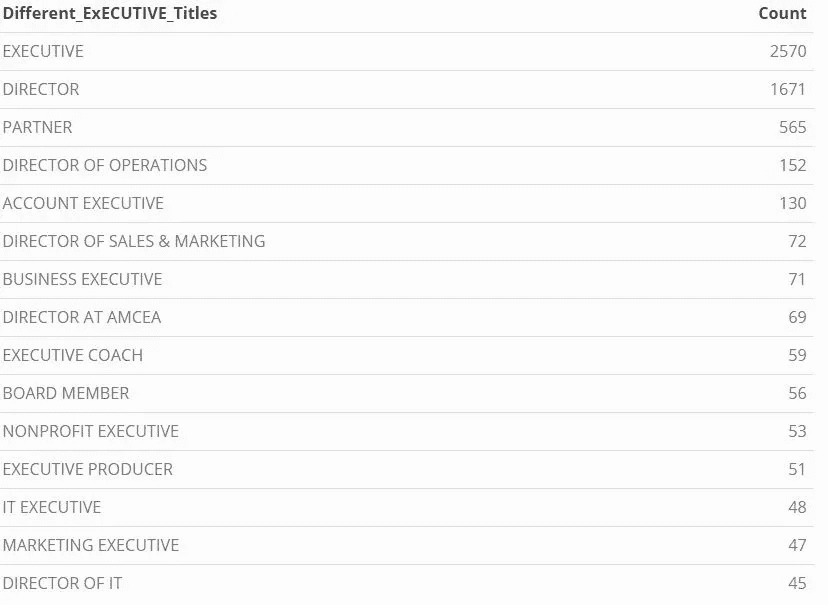 Different_ExECUTIVE_Titles Count
EXECUTIVE 2570
DIRECTOR 1671
PARTNER 565
DIRECTOR OF OPERATIONS 152
ACCOUNT EXECUTIVE 130
DIRECTOR OF SALES & MARKETING 72
BUSINESS EXECUTIVE 71
DIRECTOR AT AMCEA 69
EXECUTIVE COACH 59
BOARD MEMBER 56
NONPROFIT EXECUTIVE 53
EXECUTIVE PRODUCER 51
IT EXECUTIVE 48
MARKETING EXECUTIVE 47
DIRECTOR OF IT 45